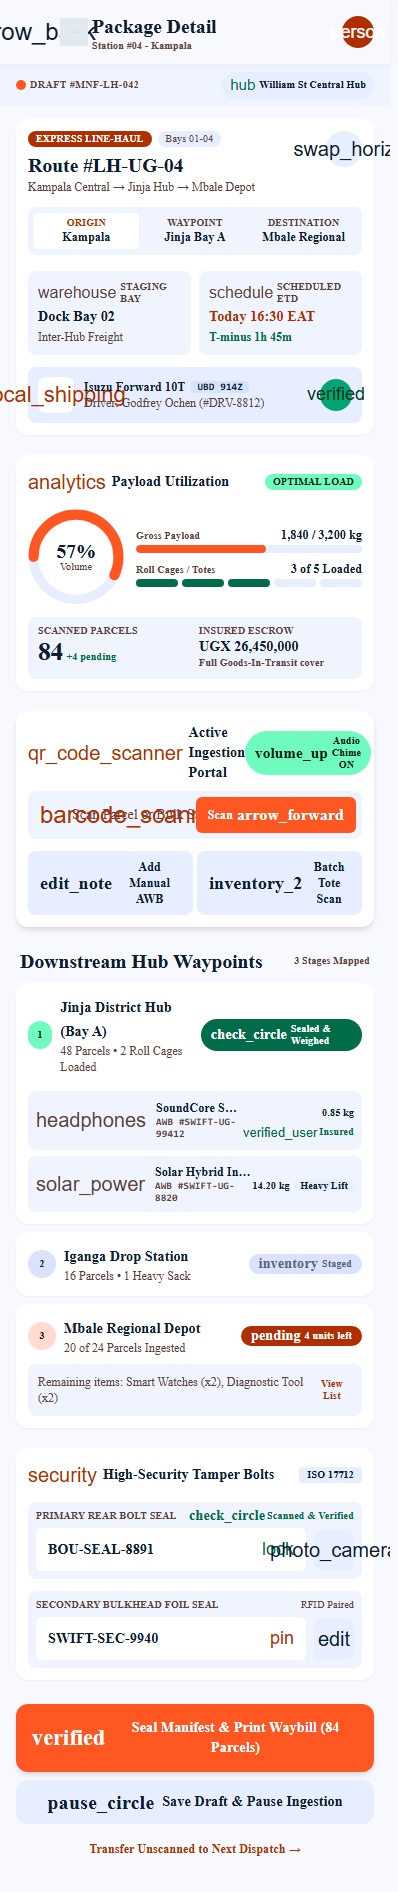 Package Detail
person
Station #04 - Kampala
DRAFT #MNF-LH-042
hub William St Central Hub
EXPRESS LINE-HAUL Bays 01-04
swap_horiz
Route #LH-UG-04
Kampala Central → Jinja Hub → Mbale Depot
ORIGIN WAYPOINT DESTINATION
Kampala Jinja Bay A Mbale Regional
warehouse STAGING BAY
schedule SCHEDULED ETD
Dock Bay 02 Today 16:30 EAT
Inter-Hub Freight T-minus 1h 45m
local_shipping
Isuzu Forward 10T UBD 914Z
Driver: Godfrey Ochen (#DRV-8812)
verified
analytics Payload Utilization OPTIMAL LOAD
57%
Volume
Gross Payload 1,840 / 3,200 kg
Roll Cages / Totes 3 of 5 Loaded
SCANNED PARCELS INSURED ESCROW
84 +4 pending UGX 26,450,000
Full Goods-In-Transit cover
qr_code_scanner
Active
Ingestion
Portal
volume_up
Audio
Chime
ON
Scan Parcel or Bulk
Scan arrow_forward
edit_note
Add
Manual
AWB
inventory_2
Batch
Tote
Scan
Downstream Hub Waypoints 3 Stages Mapped
1
Jinja District Hub
(Bay A)
48 Parcels • 2 Roll Cages
Loaded
check_circle Sealed &
Weighed
headphones
SoundCore S…
AWB #SWIFT-UG-
99412
0.85 kg
verified_user Insured
solar_power
Solar Hybrid In…
AWB #SWIFT-UG-
8820
14.20 kg Heavy Lift
2
Iganga Drop Station
16 Parcels • 1 Heavy Sack
inventory Staged
3
Mbale Regional Depot
20 of 24 Parcels Ingested
pending 4 units left
Remaining items: Smart Watches (x2), Diagnostic Tool
(x2)
View
List
security High-Security Tamper Bolts ISO 17712
PRIMARY REAR BOLT SEAL check_circle Scanned & Verified
BOU-SEAL-8891 lock photo_camera
SECONDARY BULKHEAD FOIL SEAL RFID Paired
SWIFT-SEC-9940 pin edit
verified Seal Manifest & Print Waybill (84
Parcels)
pause_circle Save Draft & Pause Ingestion
Transfer Unscanned to Next Dispatch →